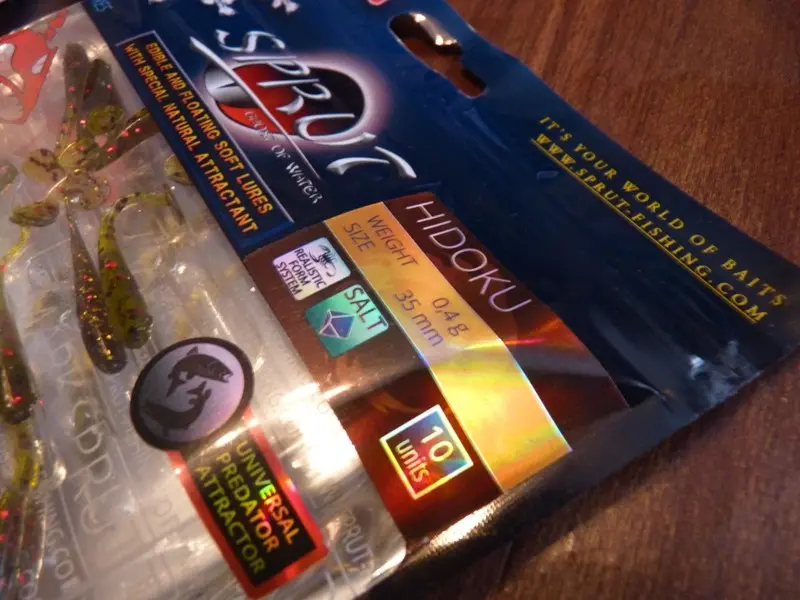 SPRUT
GAME OF WATER
EDIBLE AND FLOATING SOFT LURES
WITH SPECIAL NATURAL ATTRACTANT
IT'S YOUR WORLD OF BAITS
WWW.SPRUT-FISHING.COM
HIDOKU
WEIGHT 0,4 g
SIZE 35 mm
REALISTIC
FORM
SYSTEM
SALT
10
units
UNIVERSAL
PREDATOR
ATTRACTOR